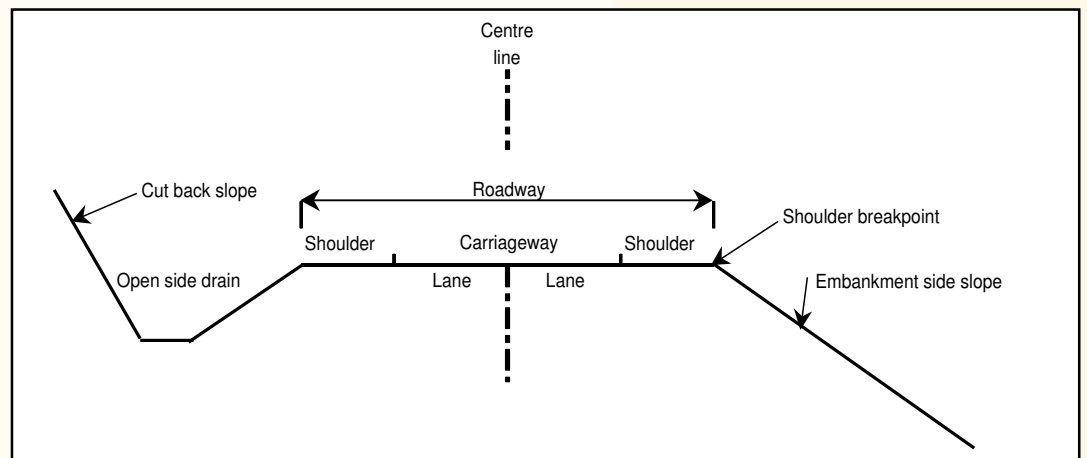 Centre
line
Cut back slope
Roadway
Shoulder breakpoint
Shoulder
Carriageway
Shoulder
Open side drain
Lane
Lane
Embankment side slope